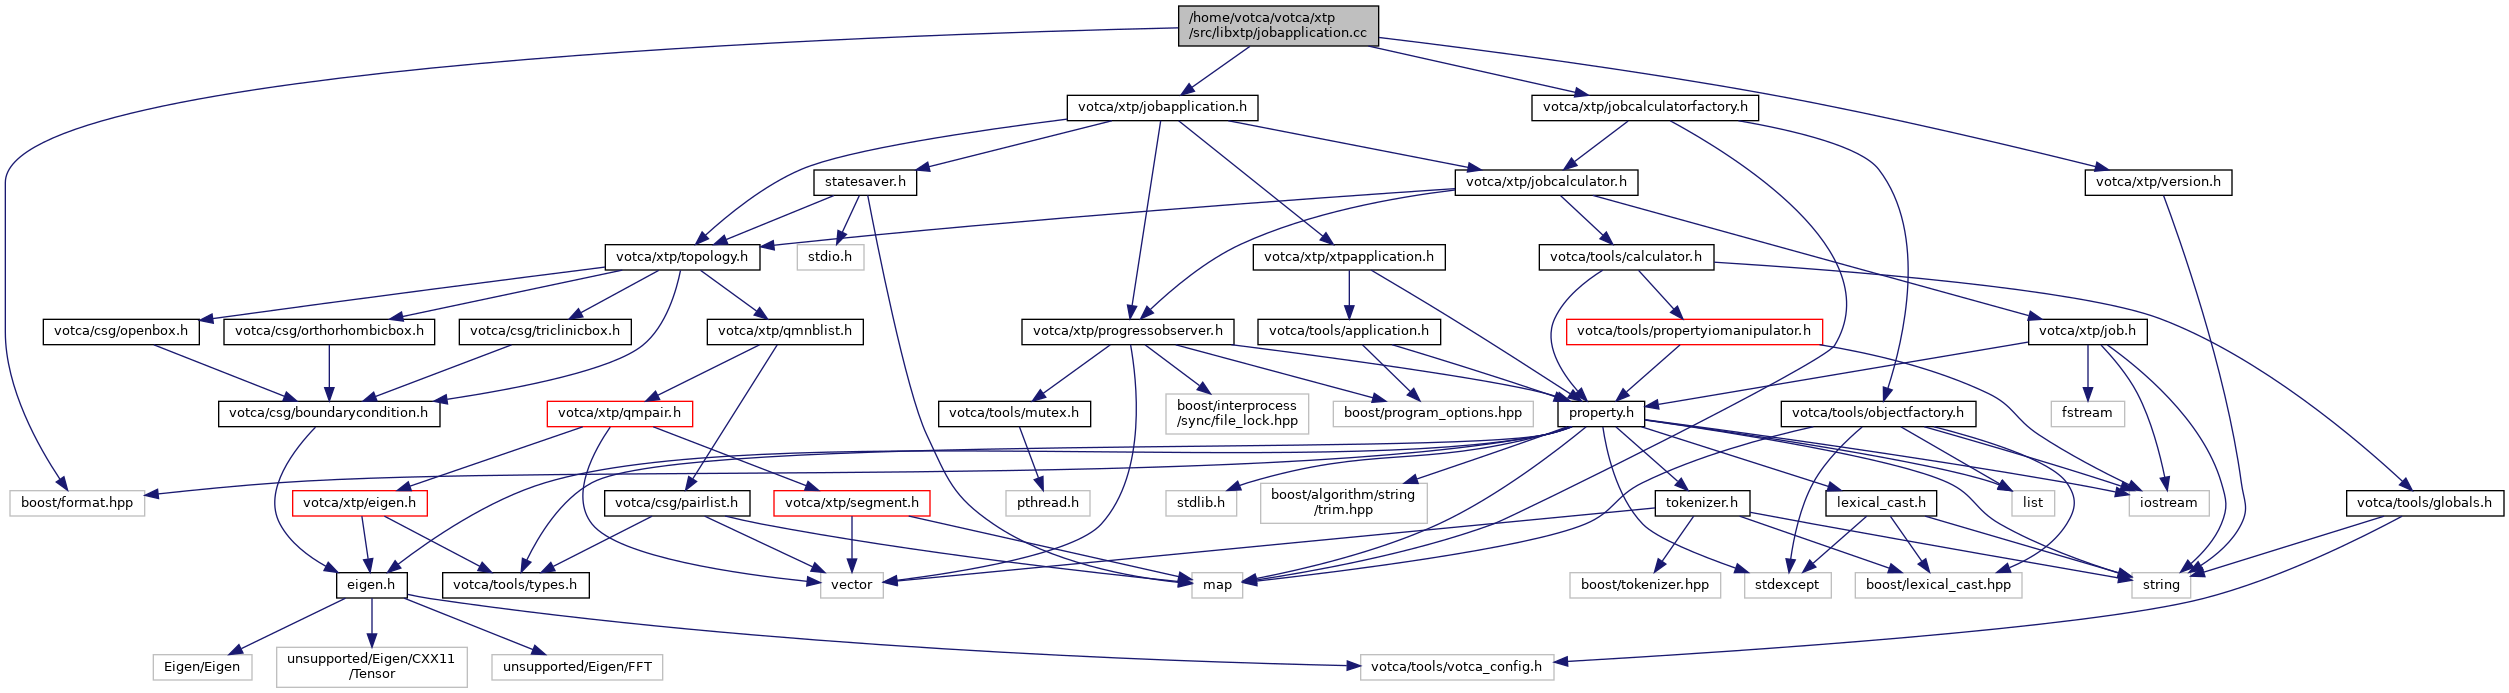 /home/votca/votca/xtp
/src/libxtp/jobapplication.cc
votca/xtp/jobapplication.h
votca/xtp/jobcalculatorfactory.h
statesaver.h
votca/xtp/jobcalculator.h
votca/xtp/version.h
votca/xtp/topology.h
stdio.h
votca/xtp/xtpapplication.h
votca/tools/calculator.h
votca/csg/openbox.h
votca/csg/orthorhombicbox.h
votca/csg/triclinicbox.h
votca/xtp/qmnblist.h
votca/xtp/progressobserver.h
votca/tools/application.h
votca/tools/propertyiomanipulator.h
votca/xtp/job.h
votca/csg/boundarycondition.h
votca/xtp/qmpair.h
votca/tools/mutex.h
boost/interprocess
/sync/file_lock.hpp
boost/program_options.hpp
property.h
votca/tools/objectfactory.h
fstream
boost/format.hpp
votca/xtp/eigen.h
votca/csg/pairlist.h
votca/xtp/segment.h
pthread.h
stdlib.h
boost/algorithm/string
/trim.hpp
tokenizer.h
lexical_cast.h
list
iostream
votca/tools/globals.h
eigen.h
votca/tools/types.h
vector
map
boost/tokenizer.hpp
stdexcept
boost/lexical_cast.hpp
string
Eigen/Eigen
unsupported/Eigen/CXX11
/Tensor
unsupported/Eigen/FFT
votca/tools/votca_config.h